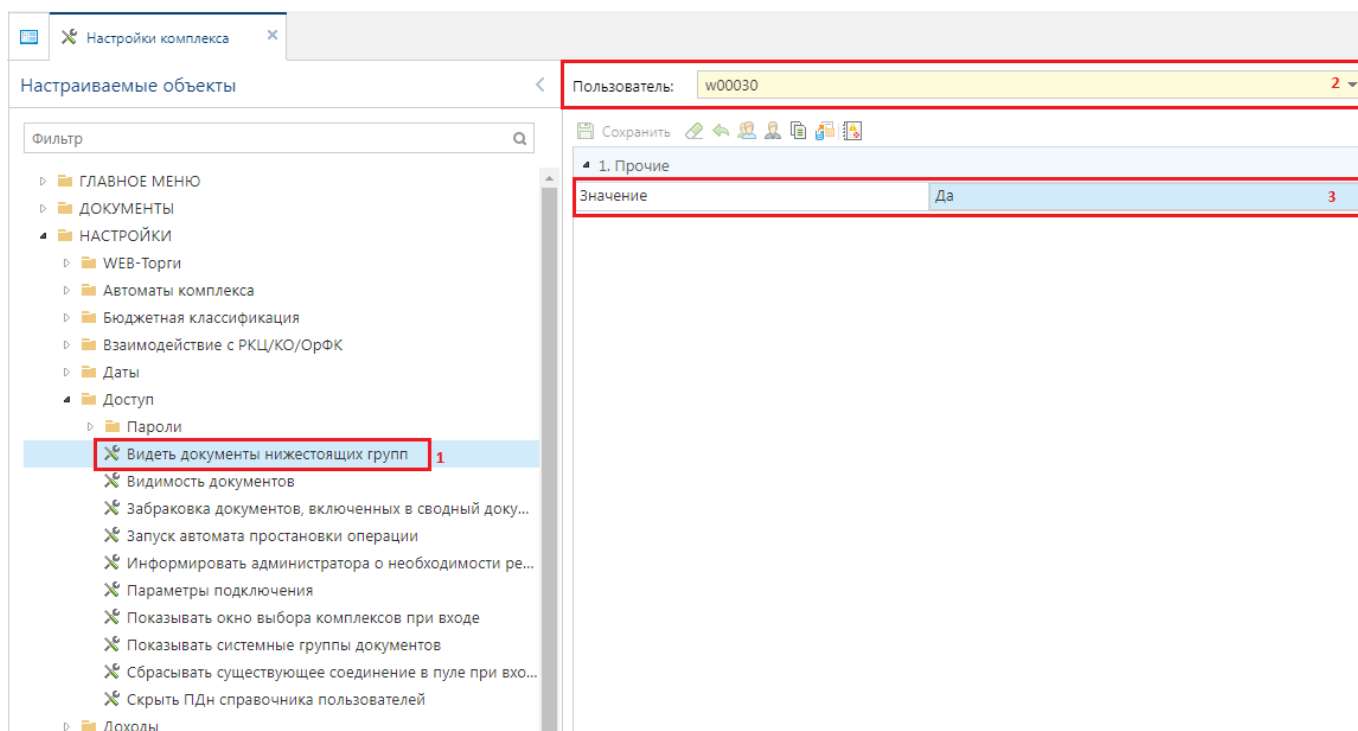 Настройки комплекса
Настраиваемые объекты
Пользователь: w00030 2
Фильтр
Сохранить
1. Прочие
Значение Да 3
ГЛАВНОЕ МЕНЮ
ДОКУМЕНТЫ
НАСТРОЙКИ
WEB-Торги
Автоматы комплекса
Бюджетная классификация
Взаимодействие с РКЦ/КО/ОрФК
Даты
Доступ
Пароли
Видеть документы нижестоящих групп 1
Видимость документов
Забраковка документов, включенных в сводный доку...
Запуск автомата простановки операции
Информировать администратора о необходимости ре...
Параметры подключения
Показывать окно выбора комплексов при входе
Показывать системные группы документов
Сбрасывать существующее соединение в пуле при вхо...
Скрыть ПДн справочника пользователей
Доходы